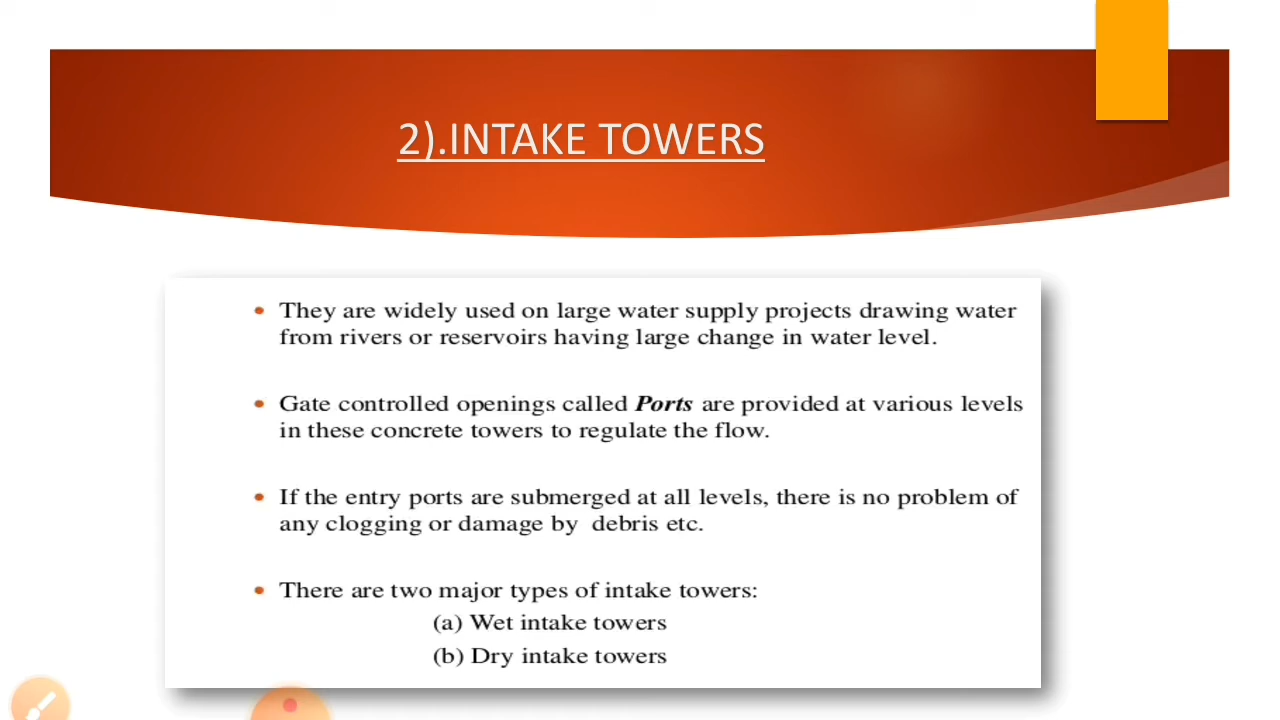 2).INTAKE TOWERS
• They are widely used on large water supply projects drawing water
from rivers or reservoirs having large change in water level.
• Gate controlled openings called Ports are provided at various levels
in these concrete towers to regulate the flow.
• If the entry ports are submerged at all levels, there is no problem of
any clogging or damage by debris etc.
• There are two major types of intake towers:
(a) Wet intake towers
(b) Dry intake towers